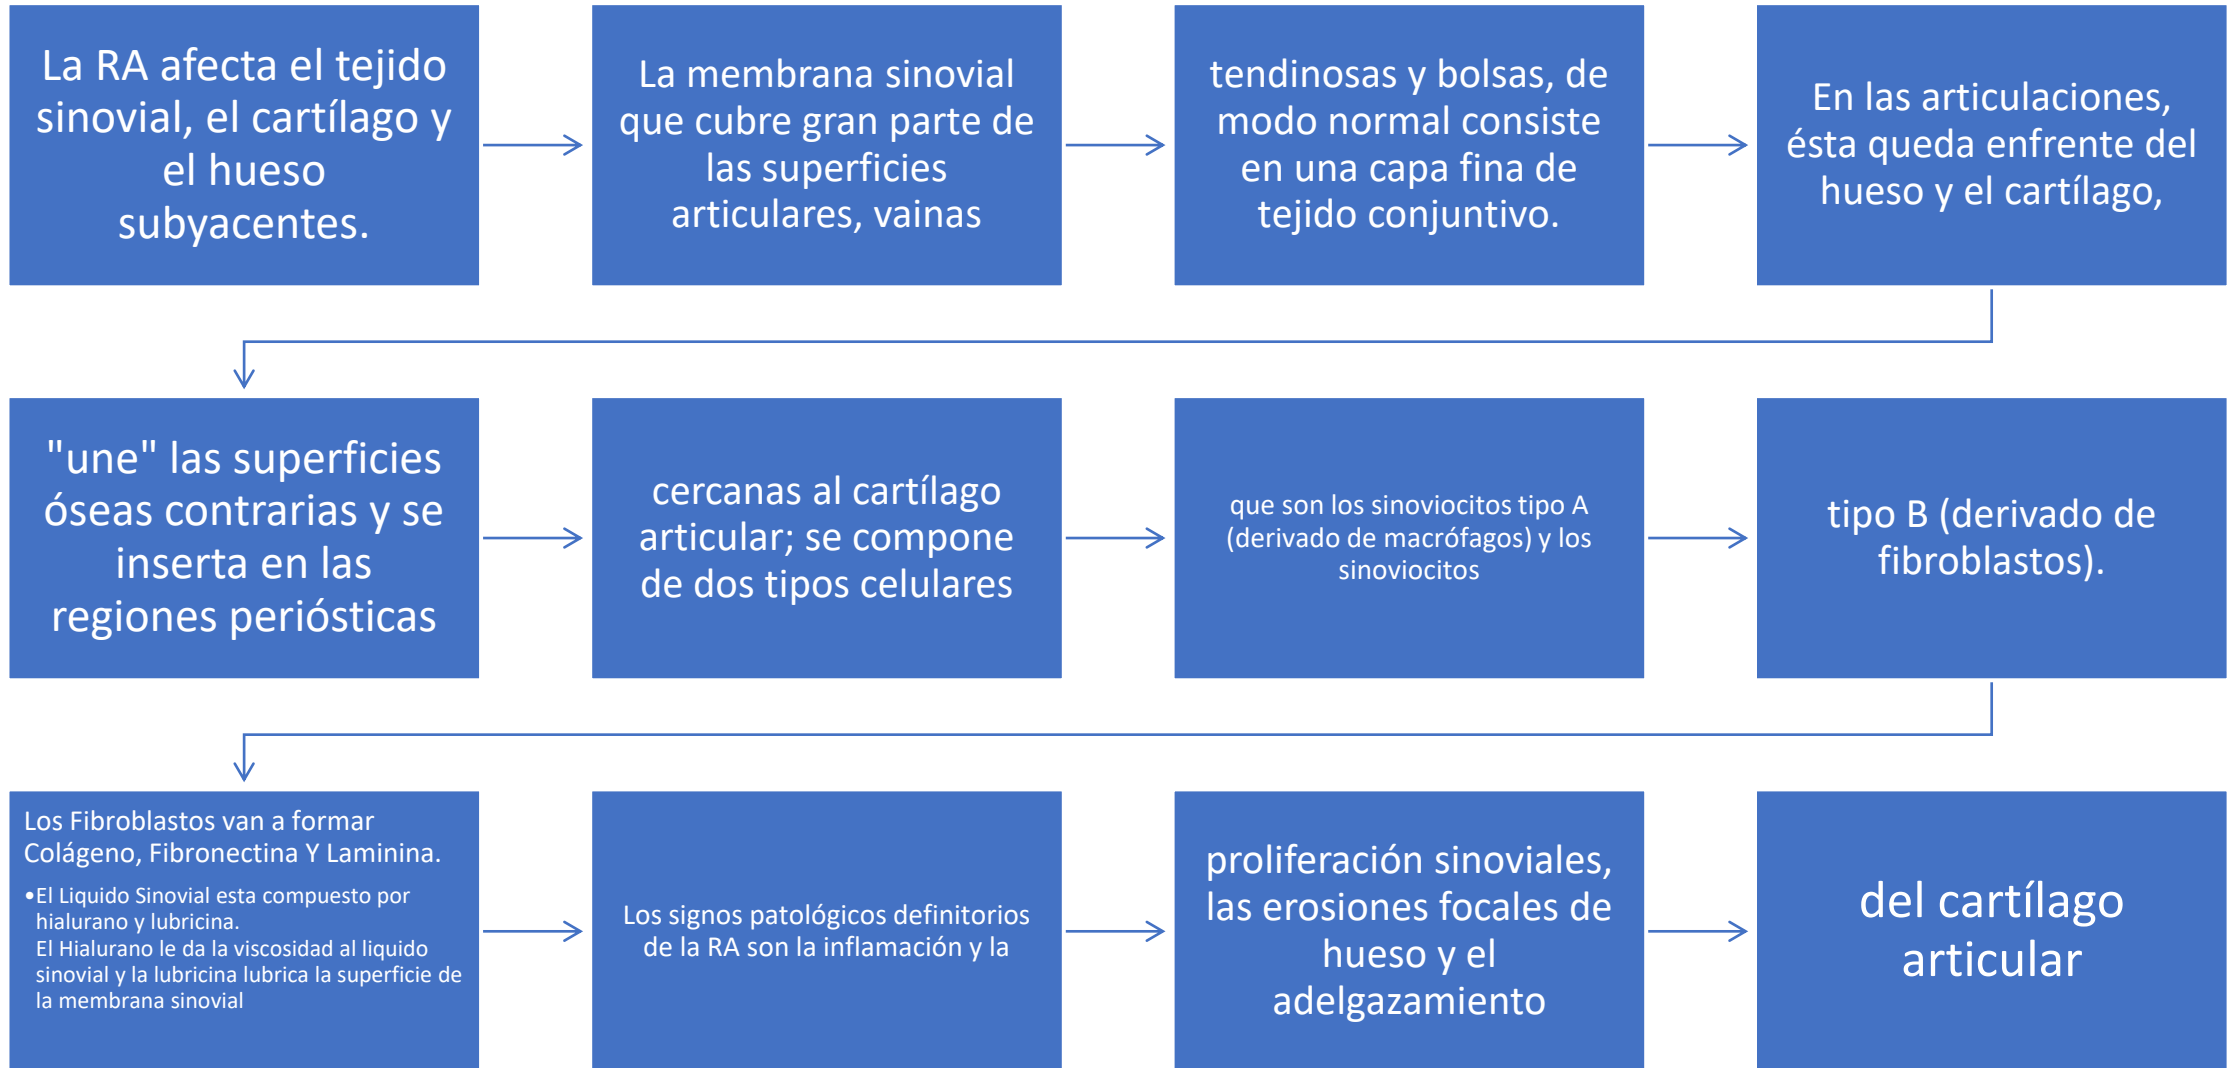 La RA afecta el tejido
sinovial, el cartílago y
el hueso
subyacentes.
La membrana sinovial
que cubre gran parte de
las superficies
articulares, vainas
tendinosas y bolsas, de
modo normal consiste
en una capa fina de
tejido conjuntivo.
En las articulaciones,
ésta queda enfrente del
hueso y el cartílago,
"une" las superficies
óseas contrarias y se
inserta en las
regiones periósticas
cercanas al cartílago
articular; se compone
de dos tipos celulares
que son los sinoviocitos tipo A
(derivado de macrófagos) y los
sinoviocitos
tipo B (derivado de
fibroblastos).
Los Fibroblastos van a formar
Colágeno, Fibronectina Y Laminina.
•El Liquido Sinovial esta compuesto por
hialurano y lubricina.
El Hialurano le da la viscosidad al liquido
sinovial y la lubricina lubrica la superficie de
la membrana sinovial
Los signos patológicos definitorios
de la RA son la inflamación y la
proliferación sinoviales,
las erosiones focales de
hueso y el
adelgazamiento
del cartílago
articular